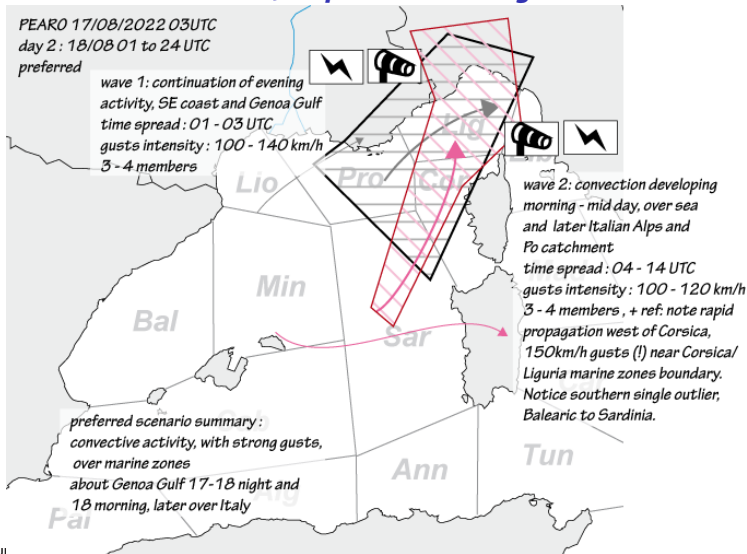 PEARO 17/08/2022 03UTC
day 2 : 18/08 01 to 24 UTC
preferred
wave 1: continuation of evening
activity, SE coast and Genoa Gulf
time spread : 01 - 03 UTC
gusts intensity : 100 - 140 km/h
3 - 4 members
Lig
Lio
Pro
Cor
wave 2: convection developing
morning - mid day, over sea
and later Italian Alps and
Po catchment
time spread : 04 - 14 UTC
gusts intensity : 100 - 120 km/h
3 - 4 members , + ref: note rapid
propagation west of Corsica,
150km/h gusts (!) near Corsica/
Liguria marine zones boundary.
Notice southern single outlier,
Balearic to Sardinia.
Min
Bal
Sar
preferred scenario summary :
convective activity, with strong gusts,
over marine zones
about Genoa Gulf 17-18 night and
18 morning, later over Italy
Ann
Tun
Alg
Pal